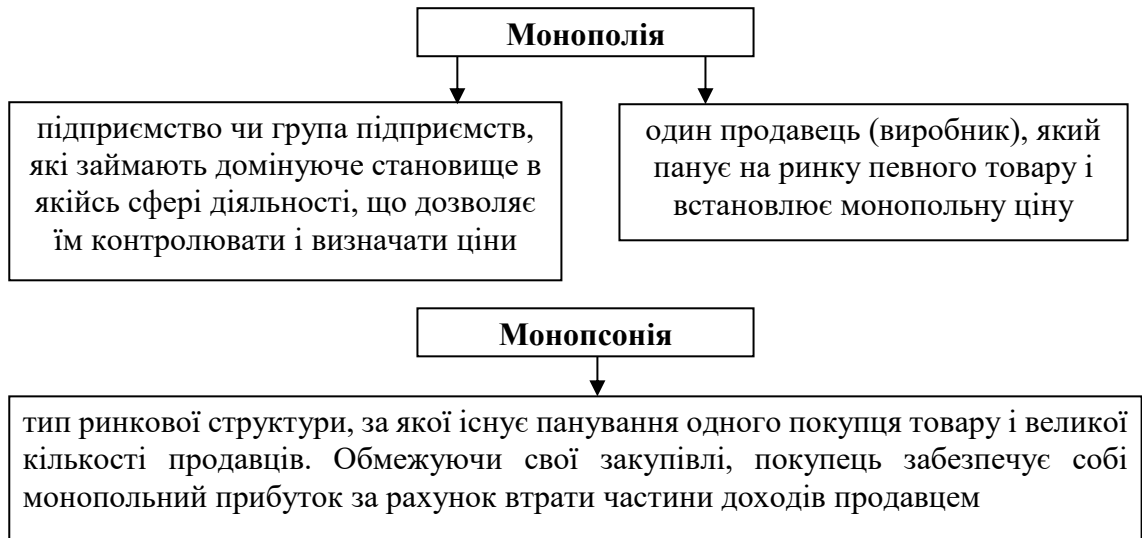 Монополія
підприємство чи група підприємств,
які займають домінуюче становище в
якійсь сфері діяльності, що дозволяє
їм контролювати і визначати ціни
один продавець (виробник), який
панує на ринку певного товару і
встановлює монопольну ціну
Монопсонія
тип ринкової структури, за якої існує панування одного покупця товару і великої
кількості продавців. Обмежуючи свої закупівлі, покупець забезпечує собі
монопольний прибуток за рахунок втрати частини доходів продавцем